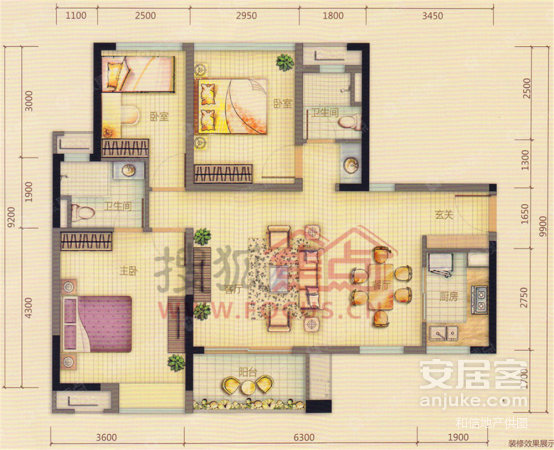 1100 2500 2950 1800 3450
3000
1900
9200
4300
2500
1300
1650
9900
2750
1700
卧室
卧室
卫生间
卫生间
玄关
主卧
客厅
餐厅
厨房
阳台
搜狐焦点
WWW.FOCUS.CN
安居客
anjuke.com
和信地产供图
3600 6300 1900
装修效果展示